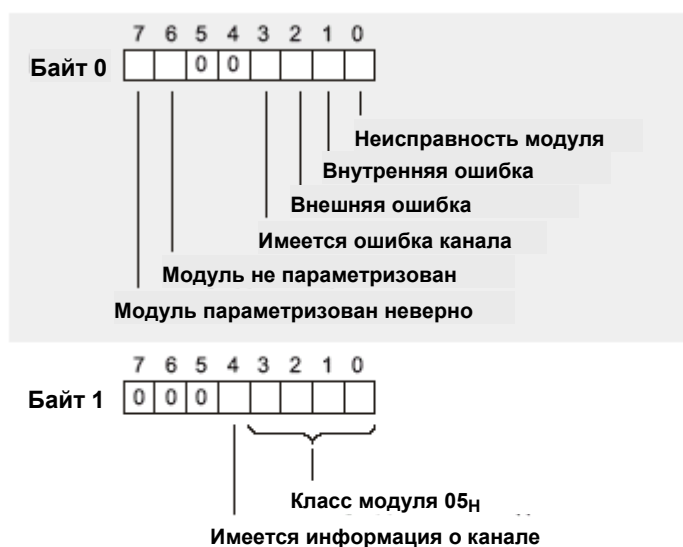 7 6 5 4 3 2 1 0
Байт 0 0 0
Неисправность модуля
Внутренняя ошибка
Внешняя ошибка
Имеется ошибка канала
Модуль не параметризован
Модуль параметризован неверно
7 6 5 4 3 2 1 0
Байт 1 0 0 0
Класс модуля 05H
Имеется информация о канале